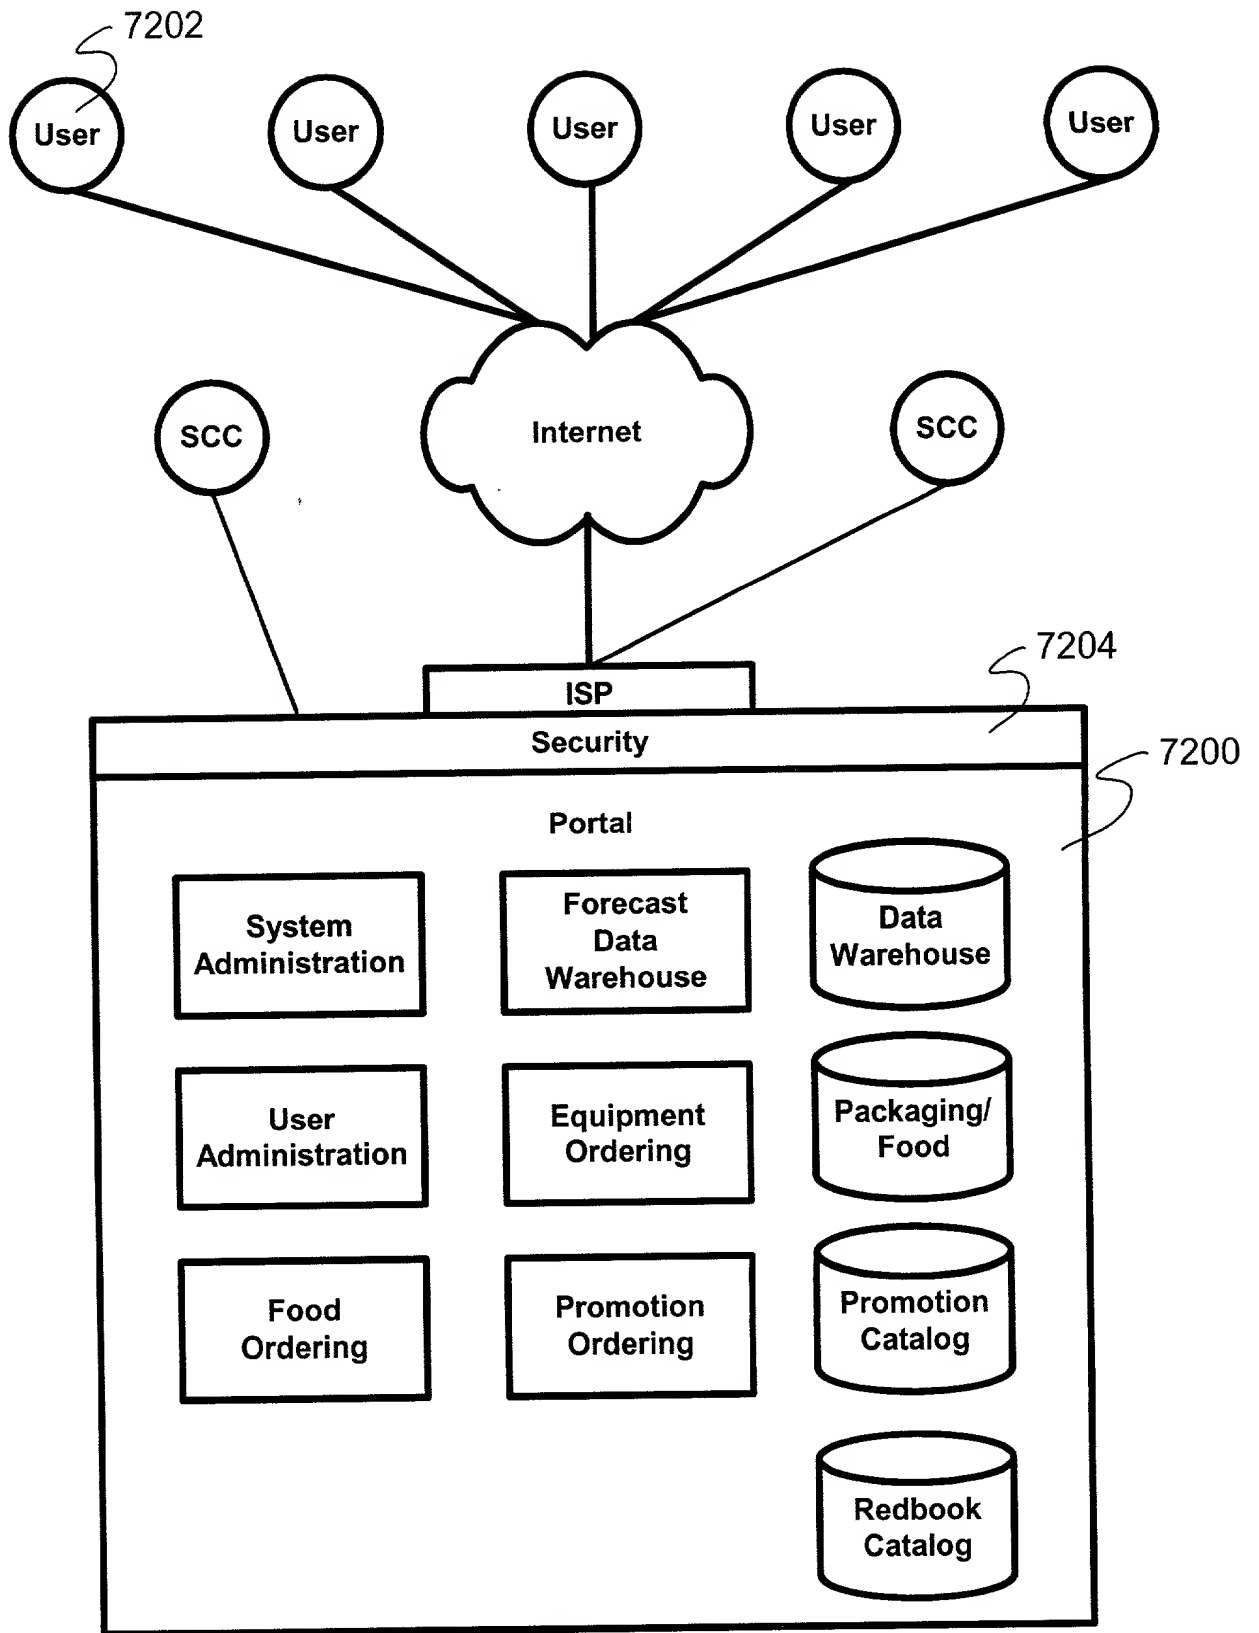 7202
User
User
User
User
User
SCC
Internet
SCC
7204
ISP
Security
7200
Portal
System
Administration
Forecast
Data
Warehouse
Data
Warehouse
User
Administration
Equipment
Ordering
Packaging/
Food
Food
Ordering
Promotion
Ordering
Promotion
Catalog
Redbook
Catalog